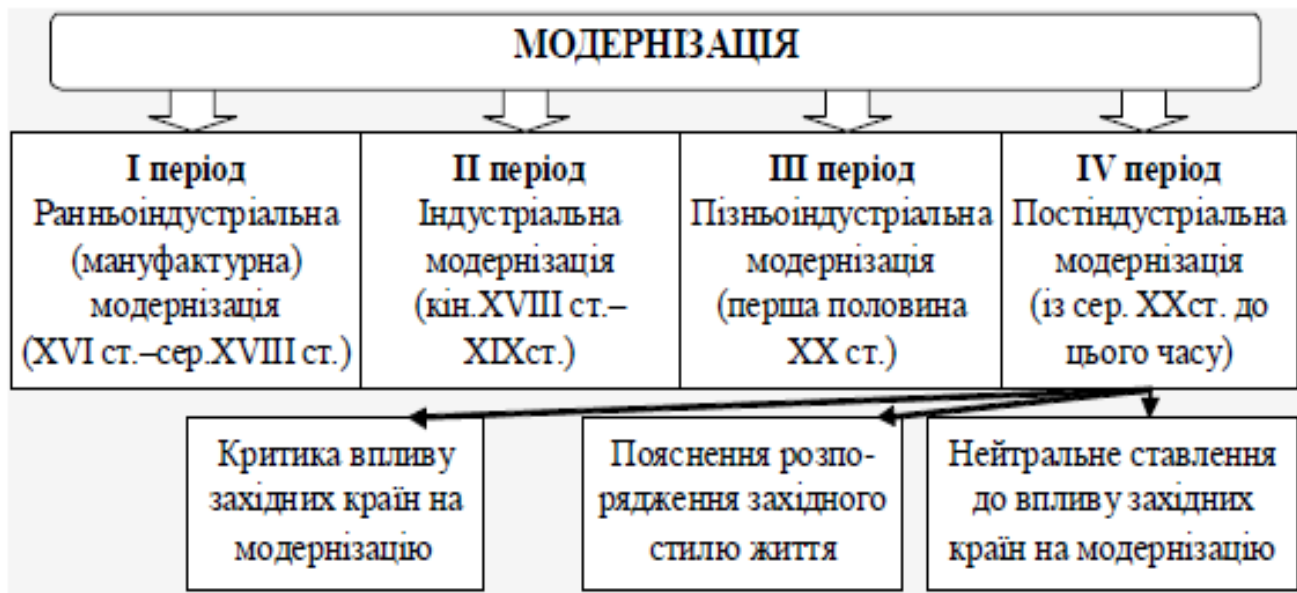 МОДЕРНІЗАЦІЯ
І період
Ранньоіндустріальна
(мануфактурна)
модернізація
(XVI ст.–сер.XVIII ст.)
ІІ період
Індустріальна
модернізація
(кін.XVIII ст.–
XIXст.)
ІІІ період
Пізньоіндустріальна
модернізація
(перша половина
XX ст.)
IV період
Постіндустріальна
модернізація
(із сер. XXст. до
цього часу)
Критика впливу
західних країн на
модернізацію
Пояснення розпо-
рядження західного
стилю життя
Нейтральне ставлення
до впливу західних
країн на модернізацію